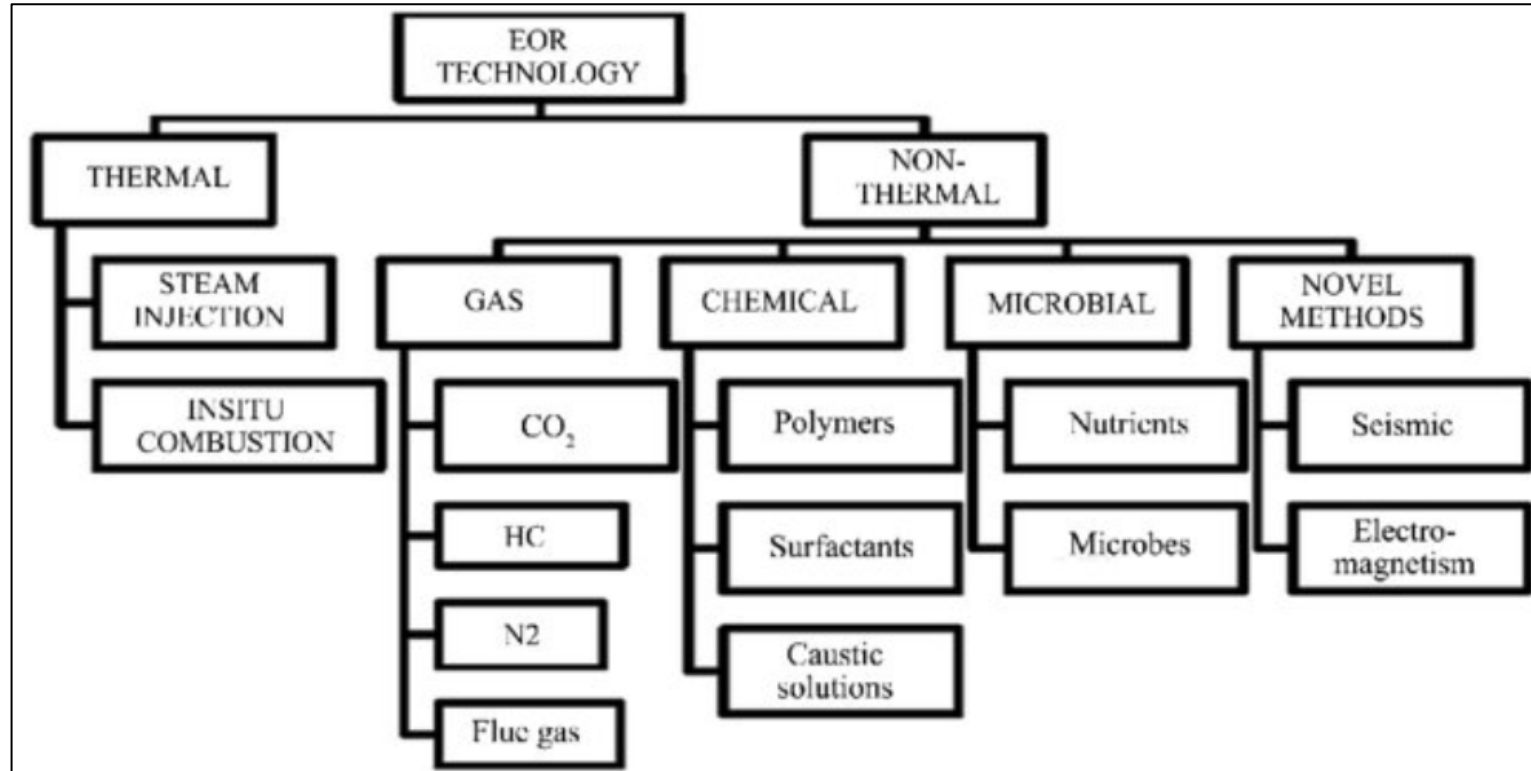 EOR
TECHNOLOGY
THERMAL
NON-
THERMAL
STEAM
INJECTION
GAS
CHEMICAL
MICROBIAL
NOVEL
METHODS
INSITU
COMBUSTION
CO₂
Polymers
Nutrients
Seismic
HC
Surfactants
Microbes
Electro-
magnetism
N2
Caustic
solutions
Flue gas